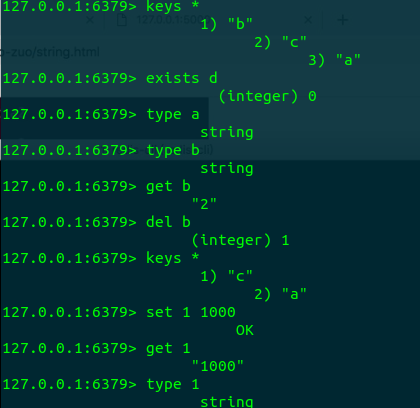 127.0.0.1:6379> keys *
1) "b"
2) "c"
-zuo/string.html
3) "a"
127.0.0.1:6379> exists d
(integer) 0
127.0.0.1:6379> type a
string
127.0.0.1:6379> type b
string
127.0.0.1:6379> get b
"2"
127.0.0.1:6379> del b
(integer) 1
127.0.0.1:6379> keys *
1) "c"
2) "a"
127.0.0.1:6379> set 1 1000
OK
127.0.0.1:6379> get 1
"1000"
127.0.0.1:6379> type 1
string